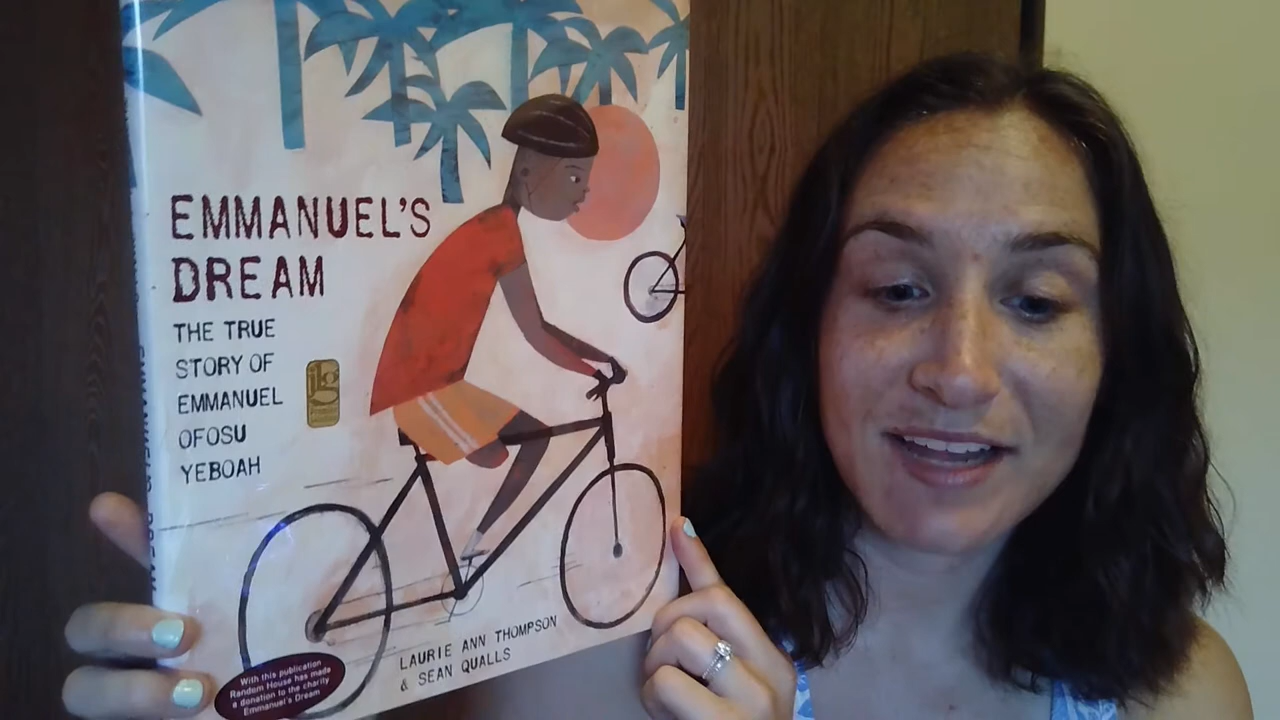 EMMANUEL'S
DREAM
THE TRUE
STORY OF
EMMANUEL
OFOSU
YEBOAH
jlg
LAURIE ANN THOMPSON
& SEAN QUALLS
With this publication
Random House has made
a donation to the charity
Emmanuel's Dream